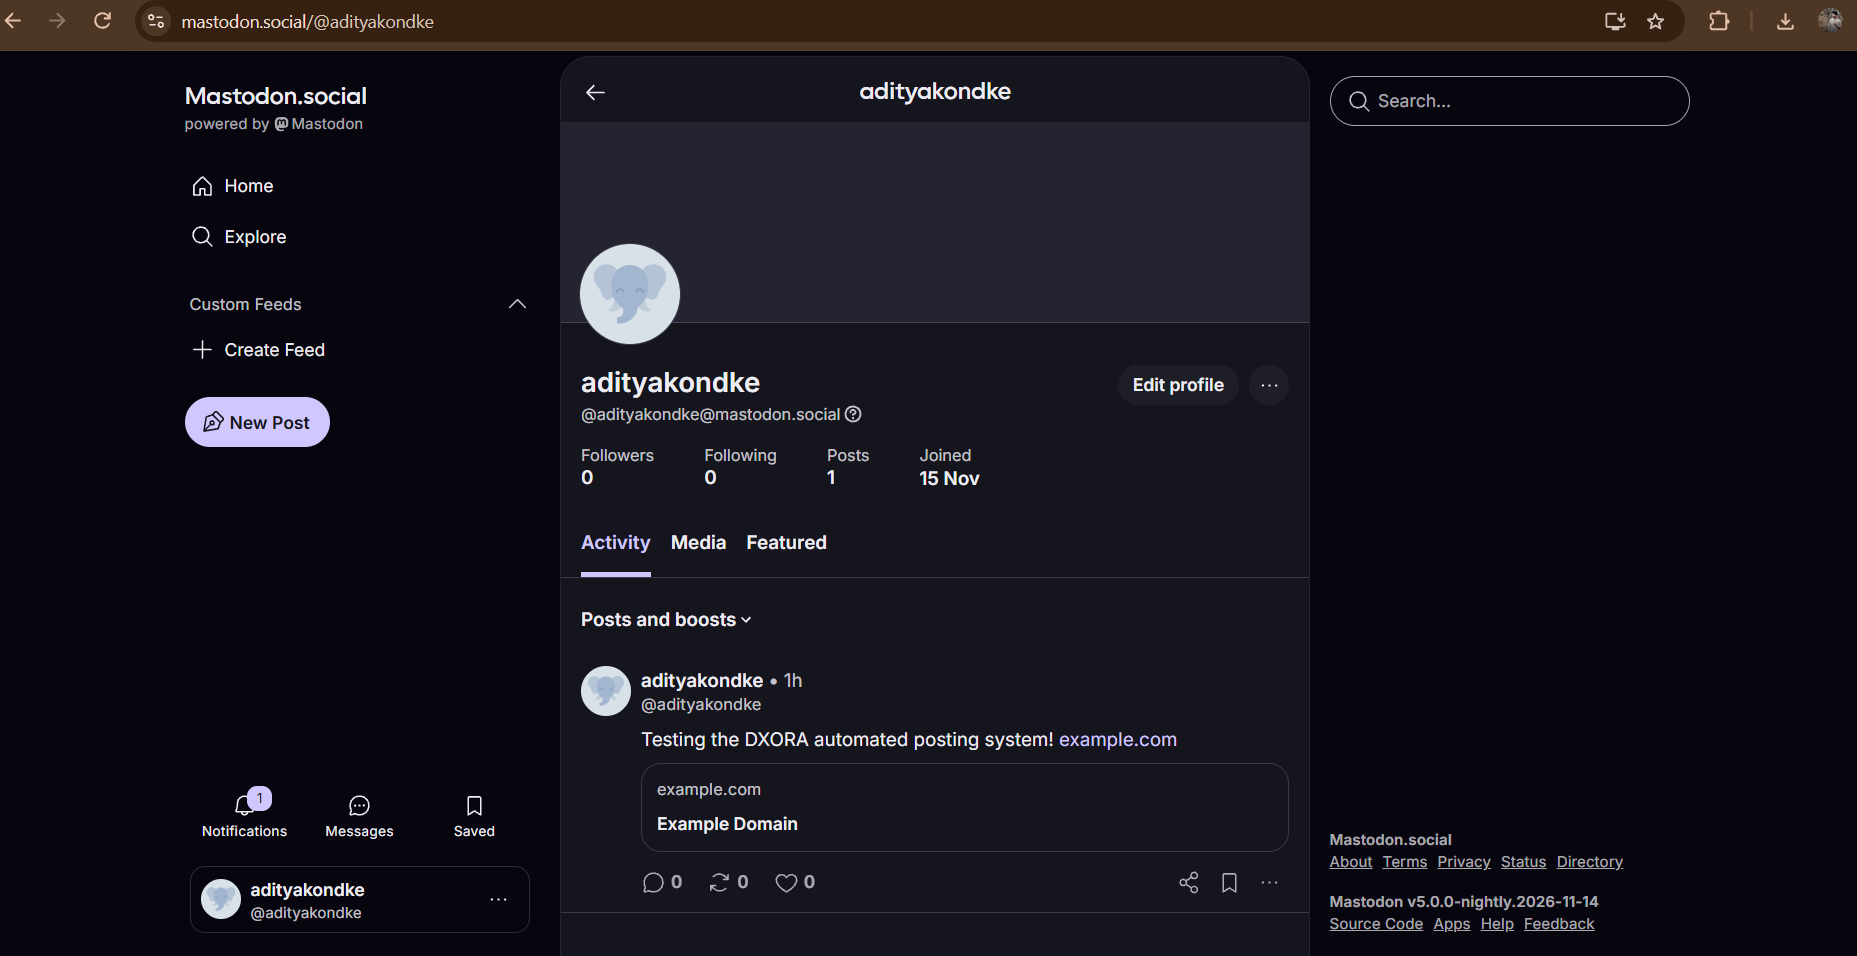 mastodon.social/@adityakondke
Mastodon.social
powered by Mastodon
Home
Explore
Custom Feeds
Create Feed
New Post
1
Notifications
Messages
Saved
adityakondke
@adityakondke
adityakondke
adityakondke
@adityakondke@mastodon.social
Edit profile
Followers Following Posts Joined
0 0 1 15 Nov
Activity Media Featured
Posts and boosts
adityakondke • 1h
@adityakondke
Testing the DXORA automated posting system! example.com
example.com
Example Domain
0 0 0
Search...
Mastodon.social
About Terms Privacy Status Directory
Mastodon v5.0.0-nightly.2026-11-14
Source Code Apps Help Feedback